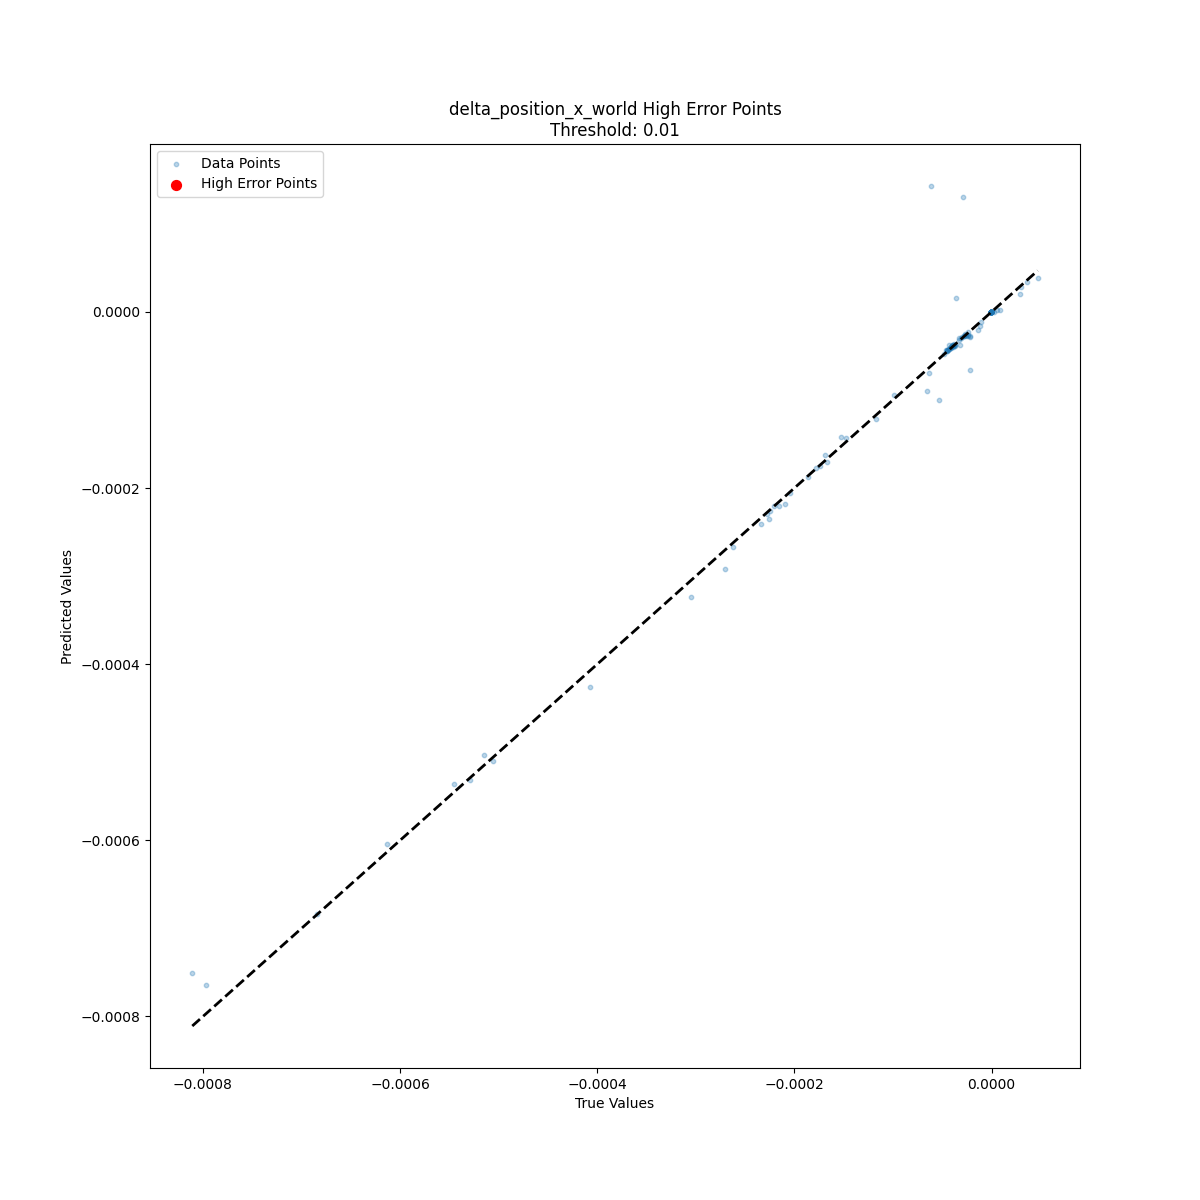 delta_position_x_world High Error Points
Threshold: 0.01
Data Points
High Error Points
0.0000
−0.0002
−0.0004
−0.0006
−0.0008
Predicted Values
−0.0008 −0.0006 −0.0004 −0.0002 0.0000
True Values